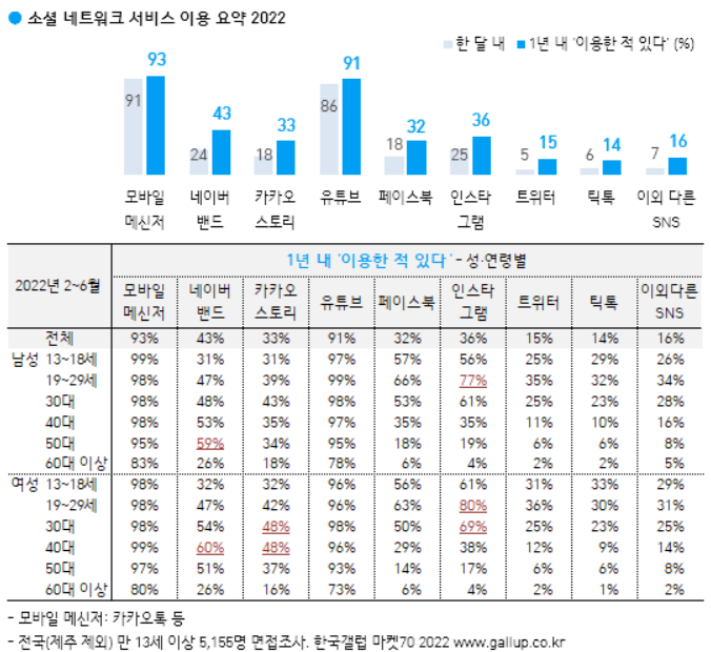 ● 소셜 네트워크 서비스 이용 요약 2022
한 달 내 1년 내 '이용한 적 있다' (%)
91 93 24 43 18 33 86 91 18 32 25 36 5 15 6 14 7 16
모바일 네이버 카카오 유튜브 페이스북 인스타 트위터 틱톡 이외 다른
메신저 밴드 스토리 그램 SNS
1년 내 '이용한 적 있다' - 성·연령별
2022년 2~6월 모바일 네이버 카카오 유튜브 페이스북 인스타 트위터 틱톡 이외다른
메신저 밴드 스토리 그램 SNS
전체 93% 43% 33% 91% 32% 36% 15% 14% 16%
남성 13~18세 99% 31% 31% 97% 57% 56% 25% 29% 26%
19~29세 98% 47% 39% 99% 66% 77% 35% 32% 34%
30대 98% 48% 43% 98% 53% 61% 25% 23% 28%
40대 98% 53% 35% 97% 35% 35% 11% 10% 16%
50대 95% 59% 34% 95% 18% 19% 6% 6% 8%
60대 이상 83% 26% 18% 78% 6% 4% 2% 2% 5%
여성 13~18세 98% 32% 32% 96% 56% 61% 31% 33% 29%
19~29세 98% 47% 42% 96% 63% 80% 36% 30% 31%
30대 98% 54% 48% 98% 50% 69% 25% 23% 25%
40대 99% 60% 48% 96% 29% 38% 12% 9% 14%
50대 97% 51% 37% 93% 14% 17% 6% 6% 8%
60대 이상 80% 26% 16% 73% 6% 4% 2% 1% 2%
- 모바일 메신저: 카카오톡 등
- 전국(제주 제외) 만 13세 이상 5,155명 면접조사. 한국갤럽 마켓70 2022 www.gallup.co.kr